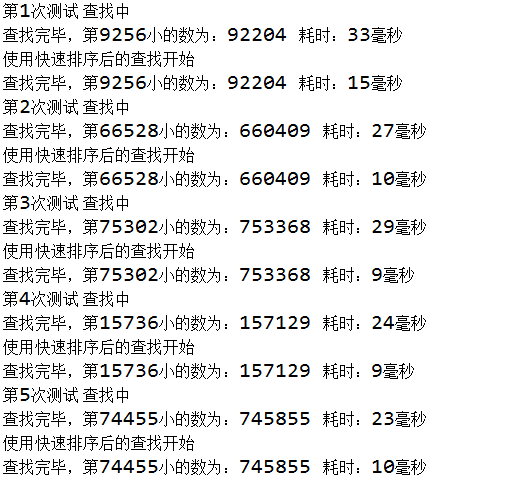 第1次测试 查找中
查找完毕，第9256小的数为：92204 耗时：33毫秒
使用快速排序后的查找开始
查找完毕，第9256小的数为：92204 耗时：15毫秒
第2次测试 查找中
查找完毕，第66528小的数为：660409 耗时：27毫秒
使用快速排序后的查找开始
查找完毕，第66528小的数为：660409 耗时：10毫秒
第3次测试 查找中
查找完毕，第75302小的数为：753368 耗时：29毫秒
使用快速排序后的查找开始
查找完毕，第75302小的数为：753368 耗时：9毫秒
第4次测试 查找中
查找完毕，第15736小的数为：157129 耗时：24毫秒
使用快速排序后的查找开始
查找完毕，第15736小的数为：157129 耗时：9毫秒
第5次测试 查找中
查找完毕，第74455小的数为：745855 耗时：23毫秒
使用快速排序后的查找开始
查找完毕，第74455小的数为：745855 耗时：10毫秒